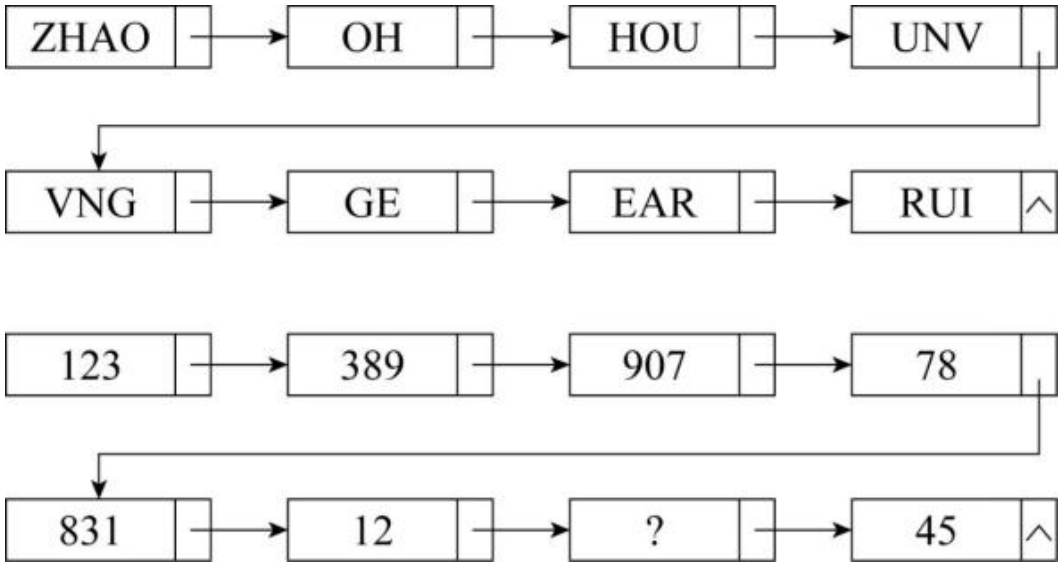 ZHAO OH HOU UNV
VNG GE EAR RUI ^
123 389 907 78
831 12 ? 45 ^